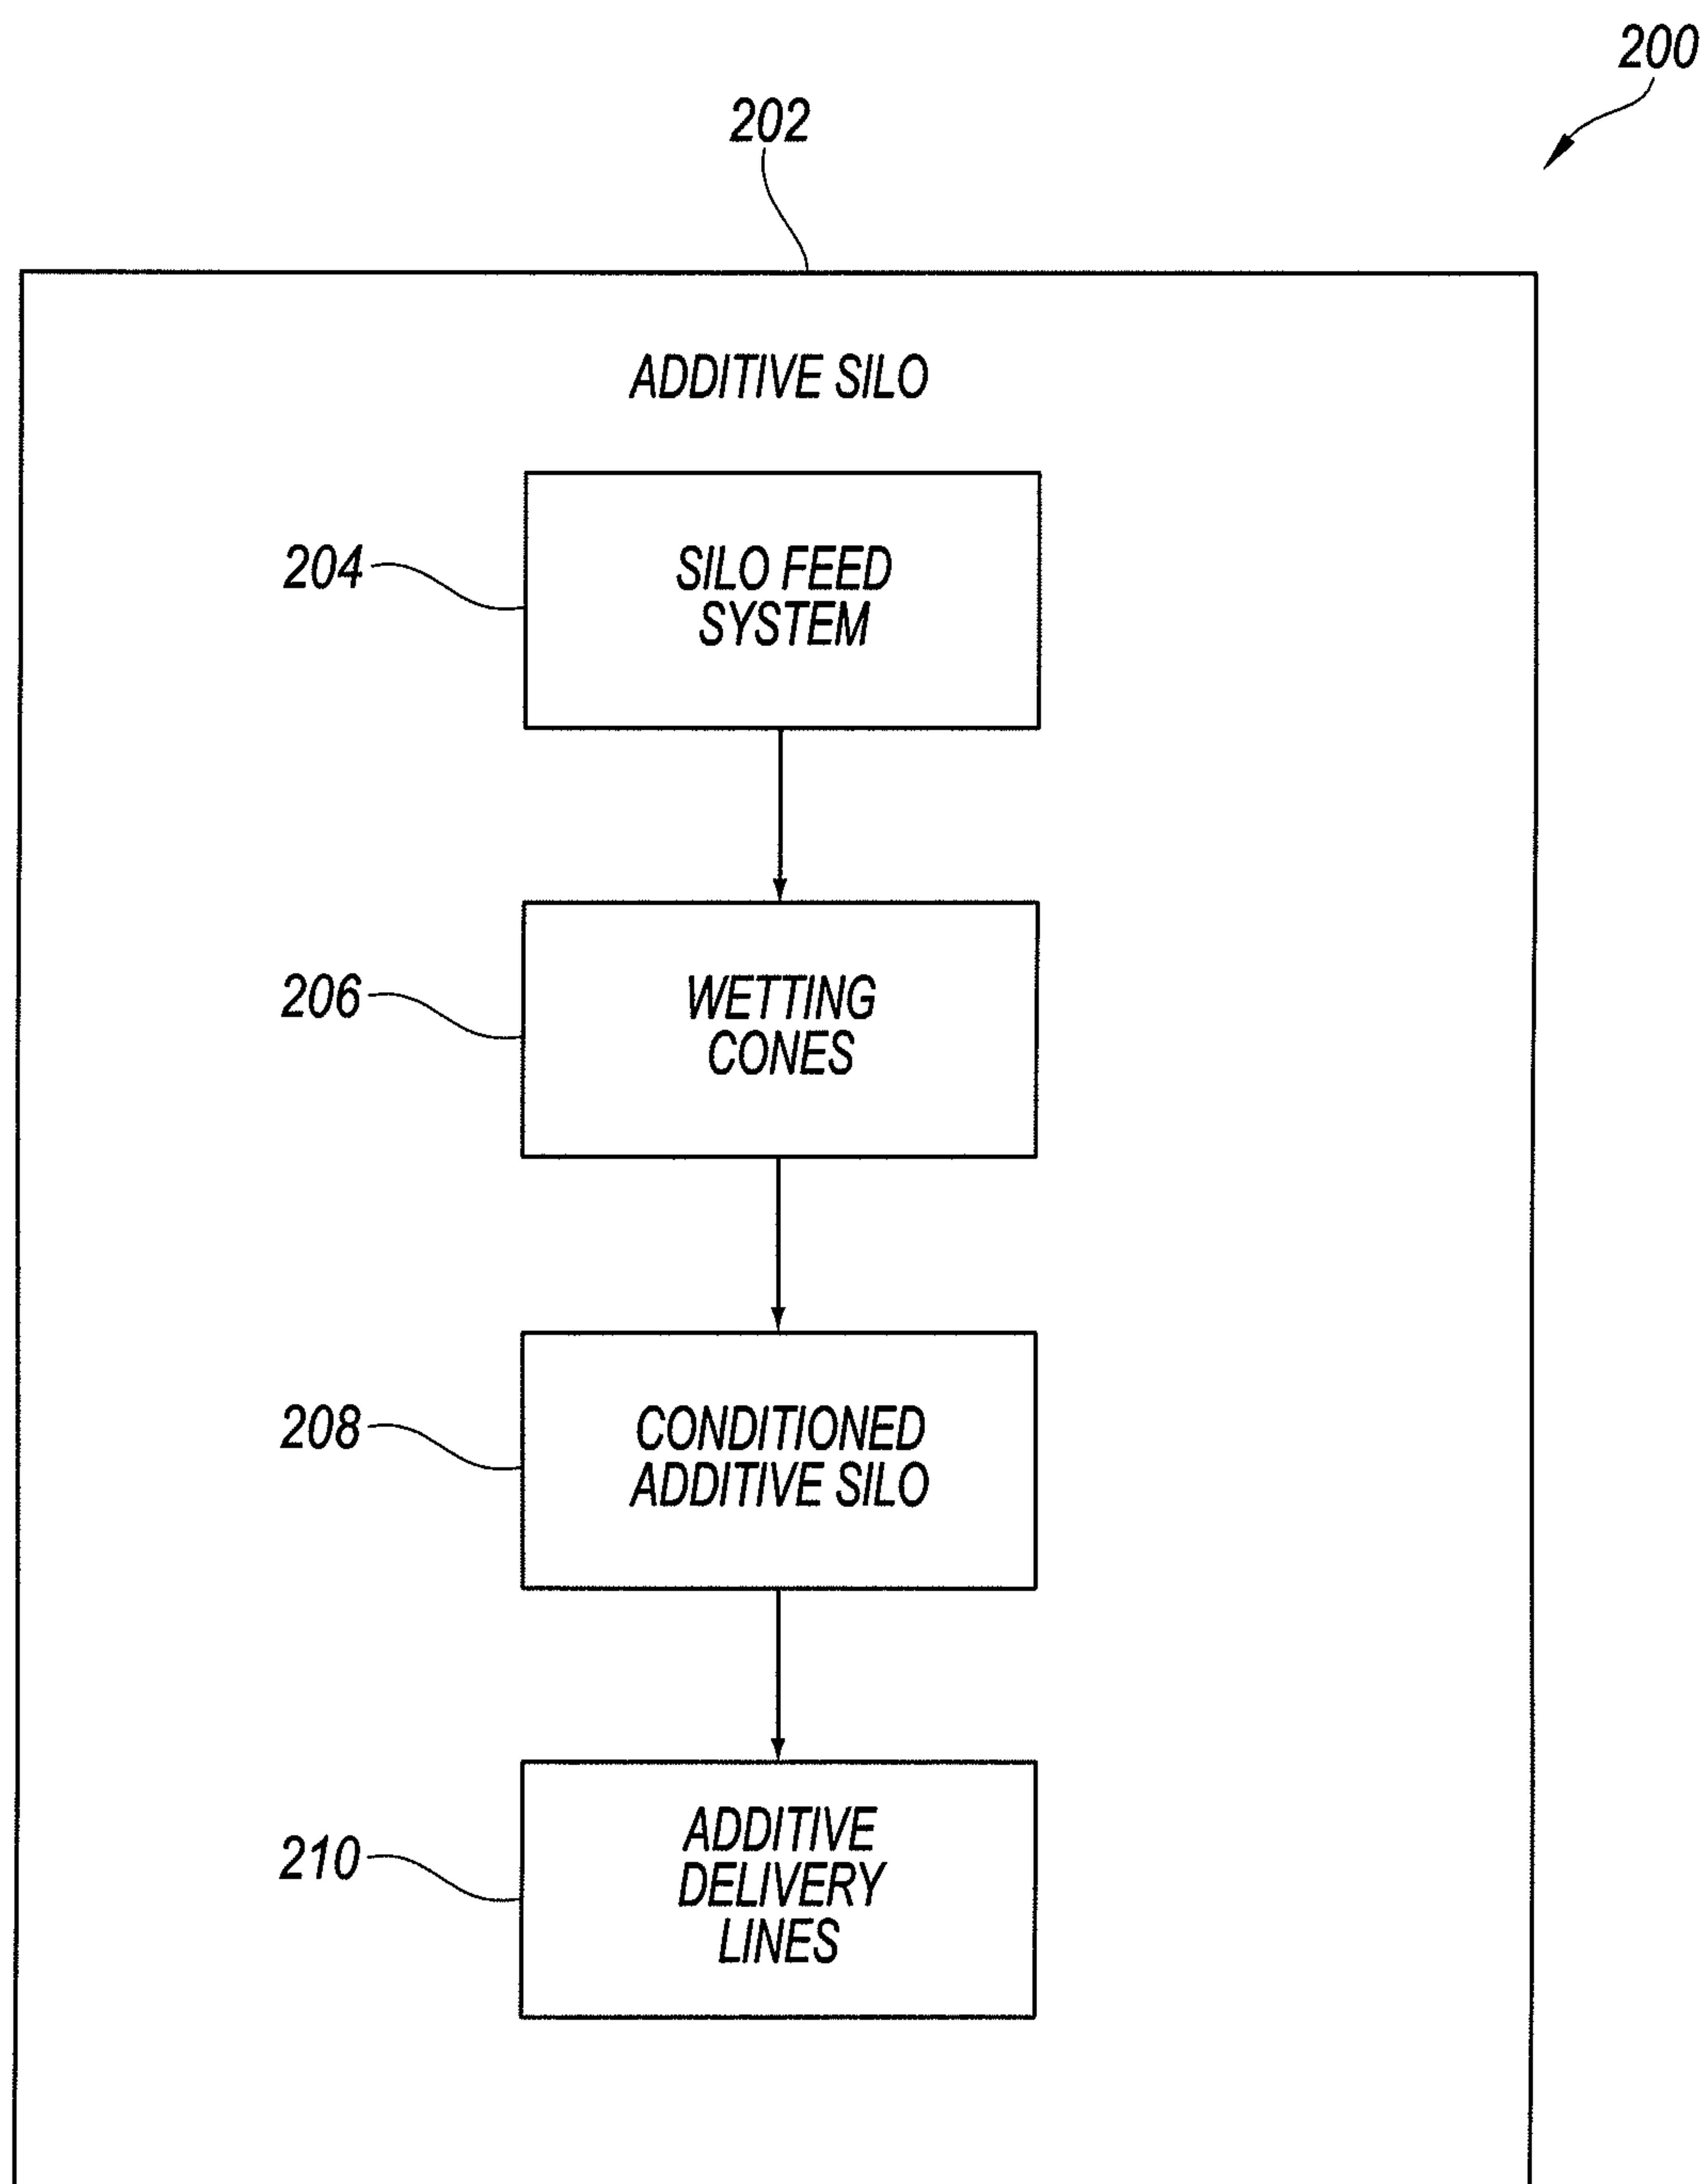 200
202
ADDITIVE SILO
204
SILO FEED
SYSTEM
206
WETTING
CONES
208
CONDITIONED
ADDITIVE SILO
210
ADDITIVE
DELIVERY
LINES